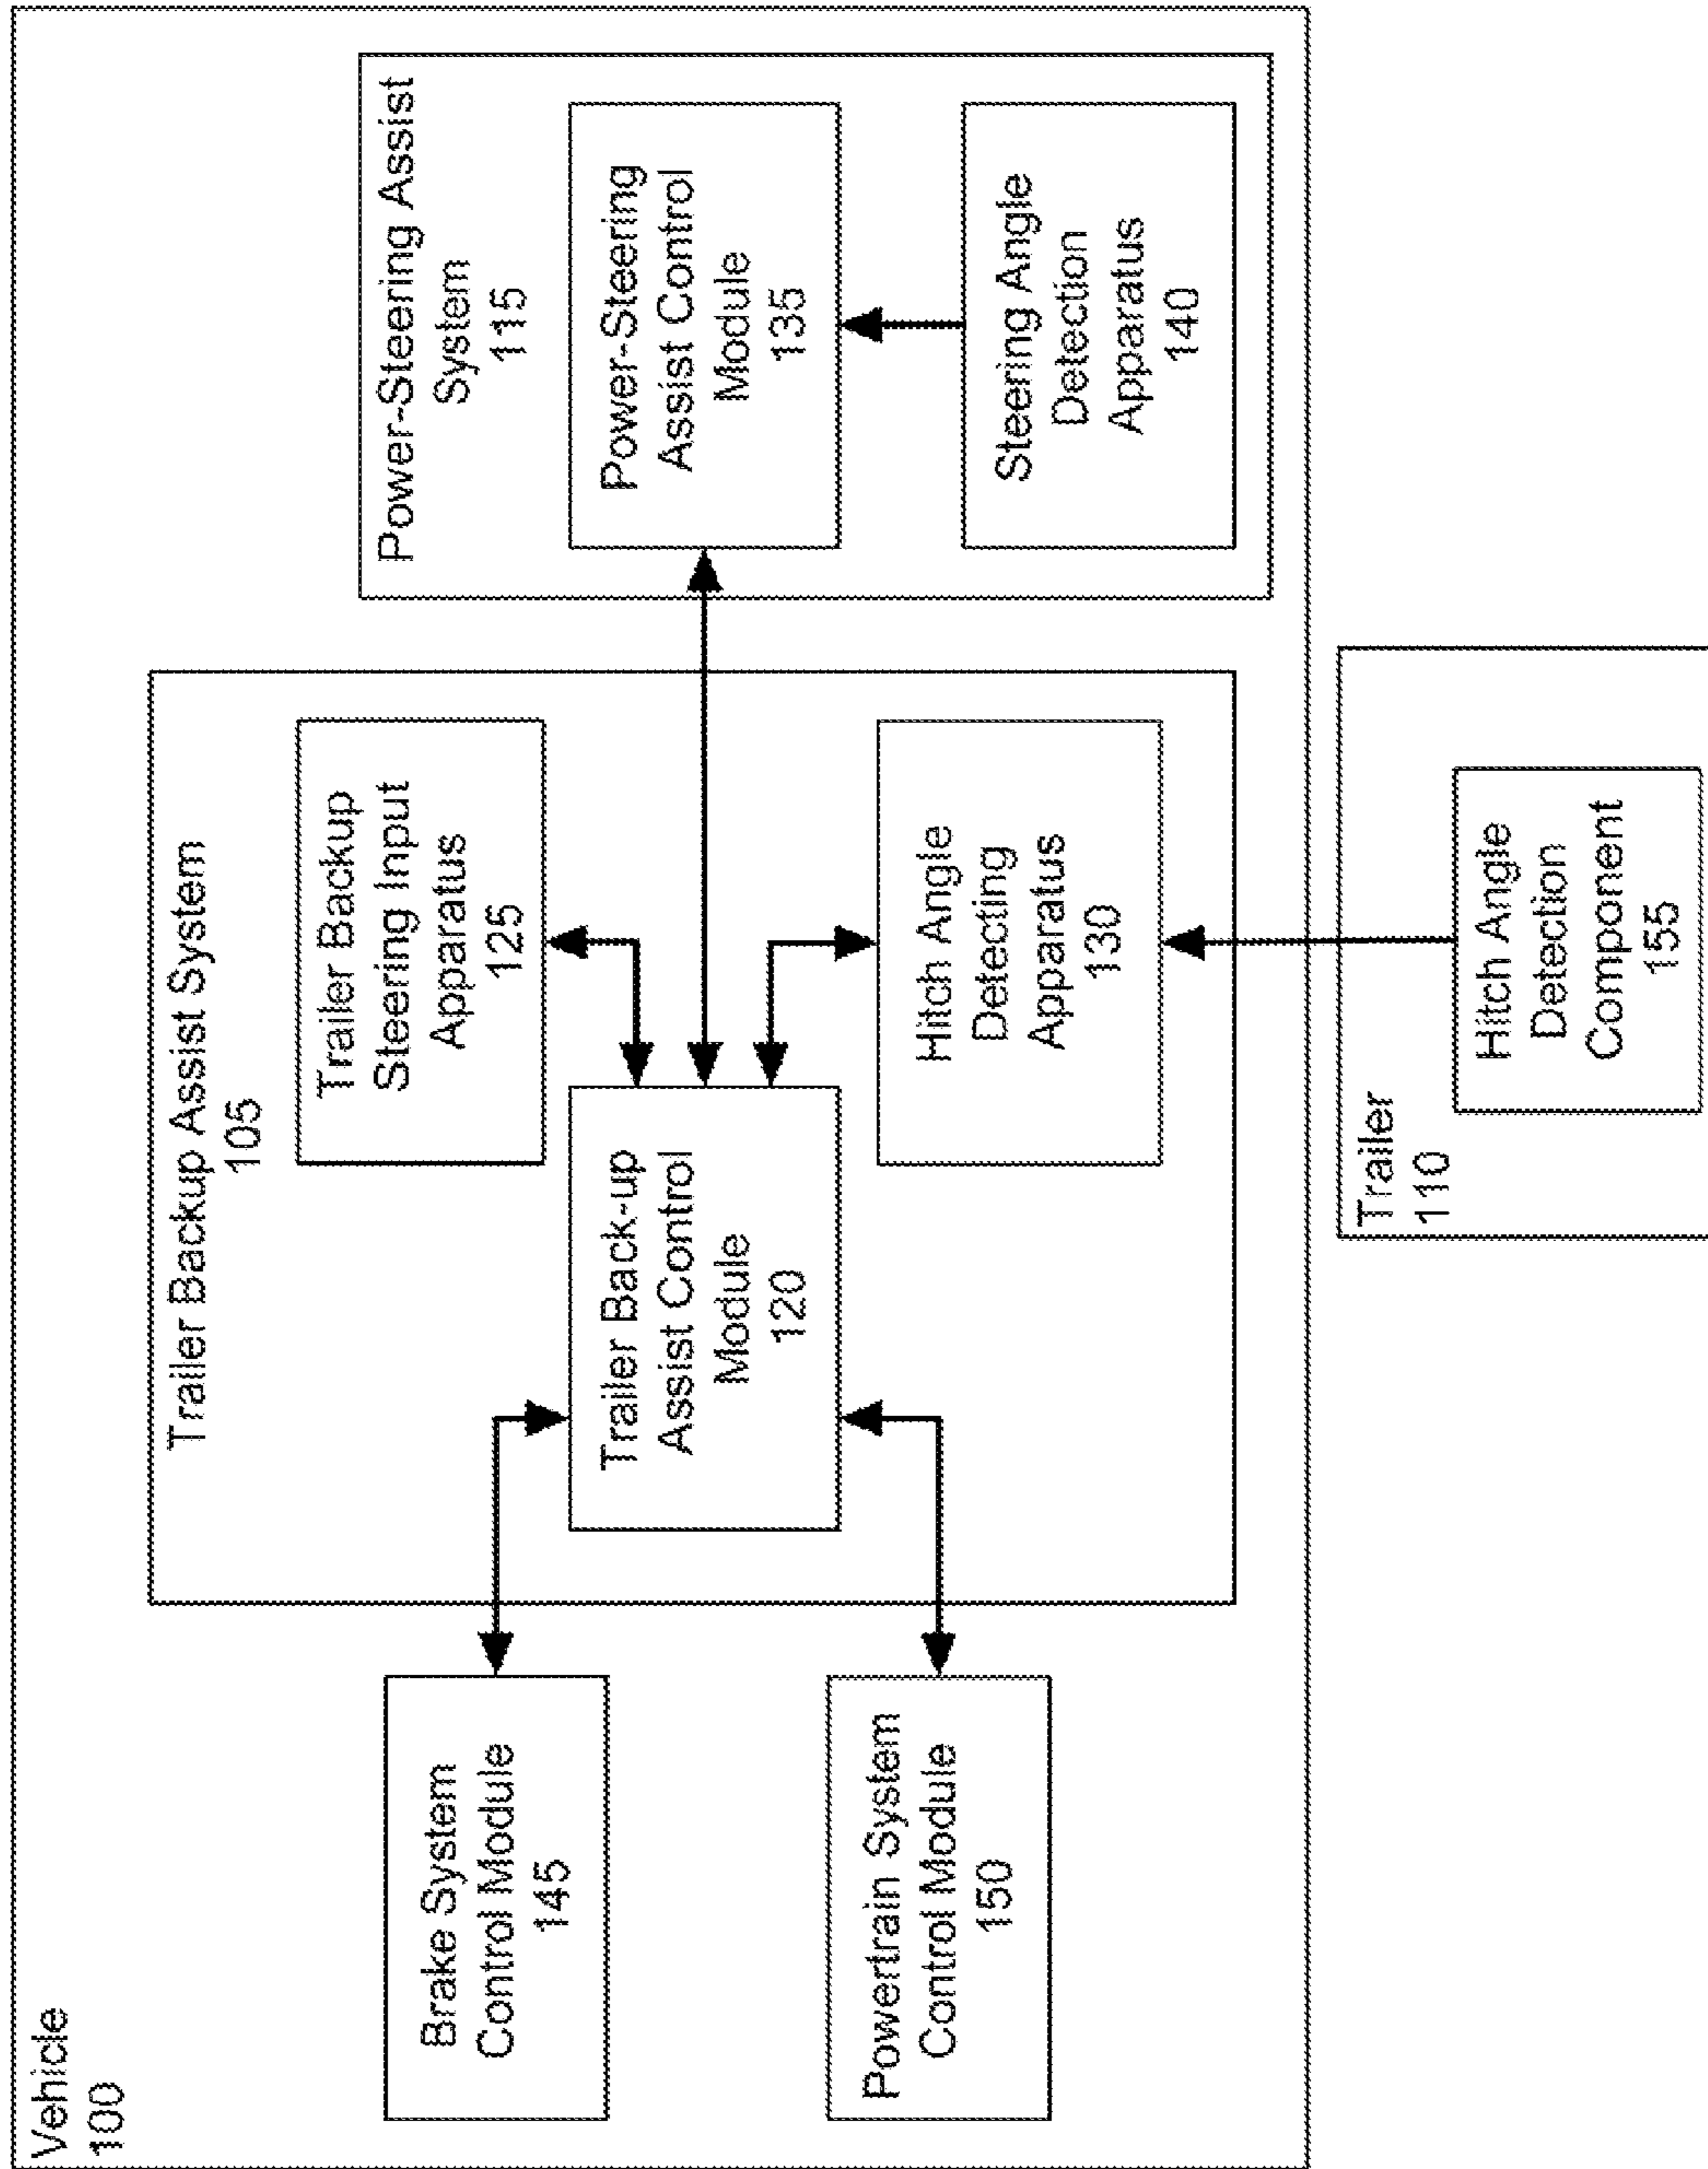 Vehicle
100
Trailer Backup Assist System
105
Power-Steering Assist
System
115
Brake System
Control Module
145
Trailer Backup
Steering Input
Apparatus
125
Trailer Back-up
Assist Control
Module
120
Power-Steering
Assist Control
Module
135
Powertrain System
Control Module
150
Hitch Angle
Detecting
Apparatus
130
Steering Angle
Detection
Apparatus
140
Trailer
110
Hitch Angle
Detection
Component
155